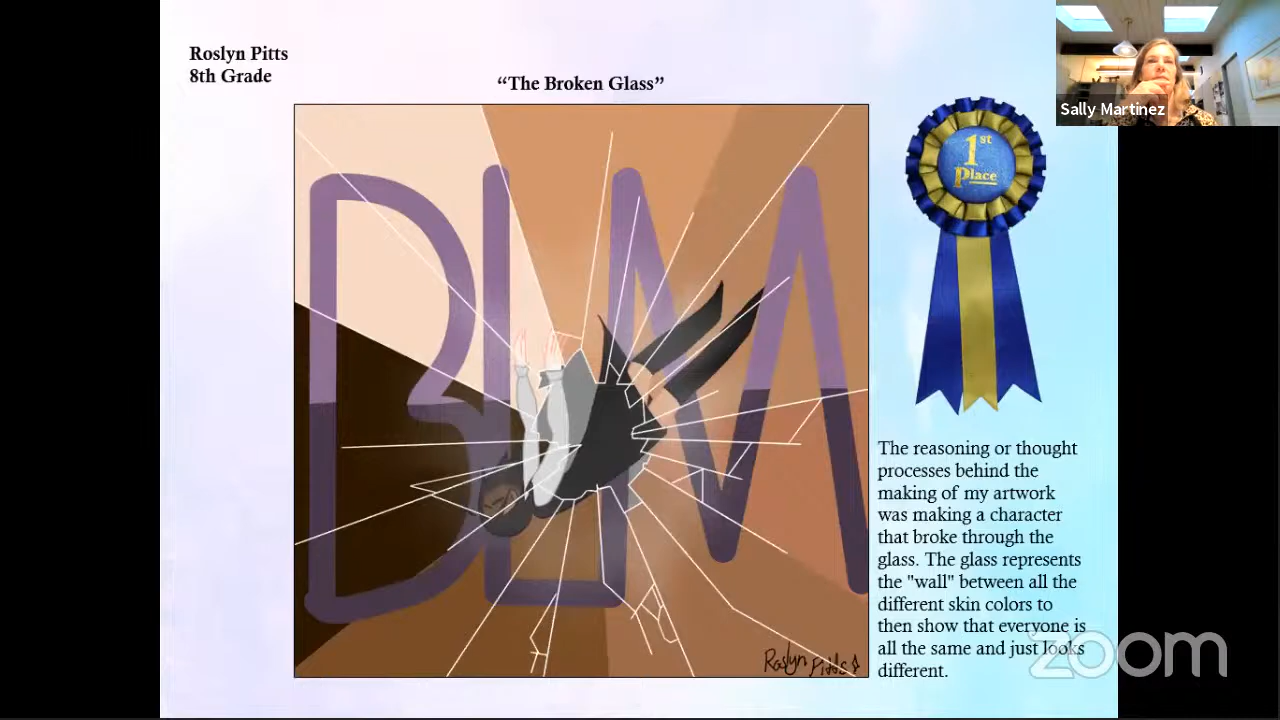 Roslyn Pitts
8th Grade
“The Broken Glass”
Sally Martinez
1st
Place
BLM
The reasoning or thought
processes behind the
making of my artwork
was making a character
that broke through the
glass. The glass represents
the "wall" between all the
different skin colors to
then show that everyone is
all the same and just looks
different.
Roslyn Pitts
zoom